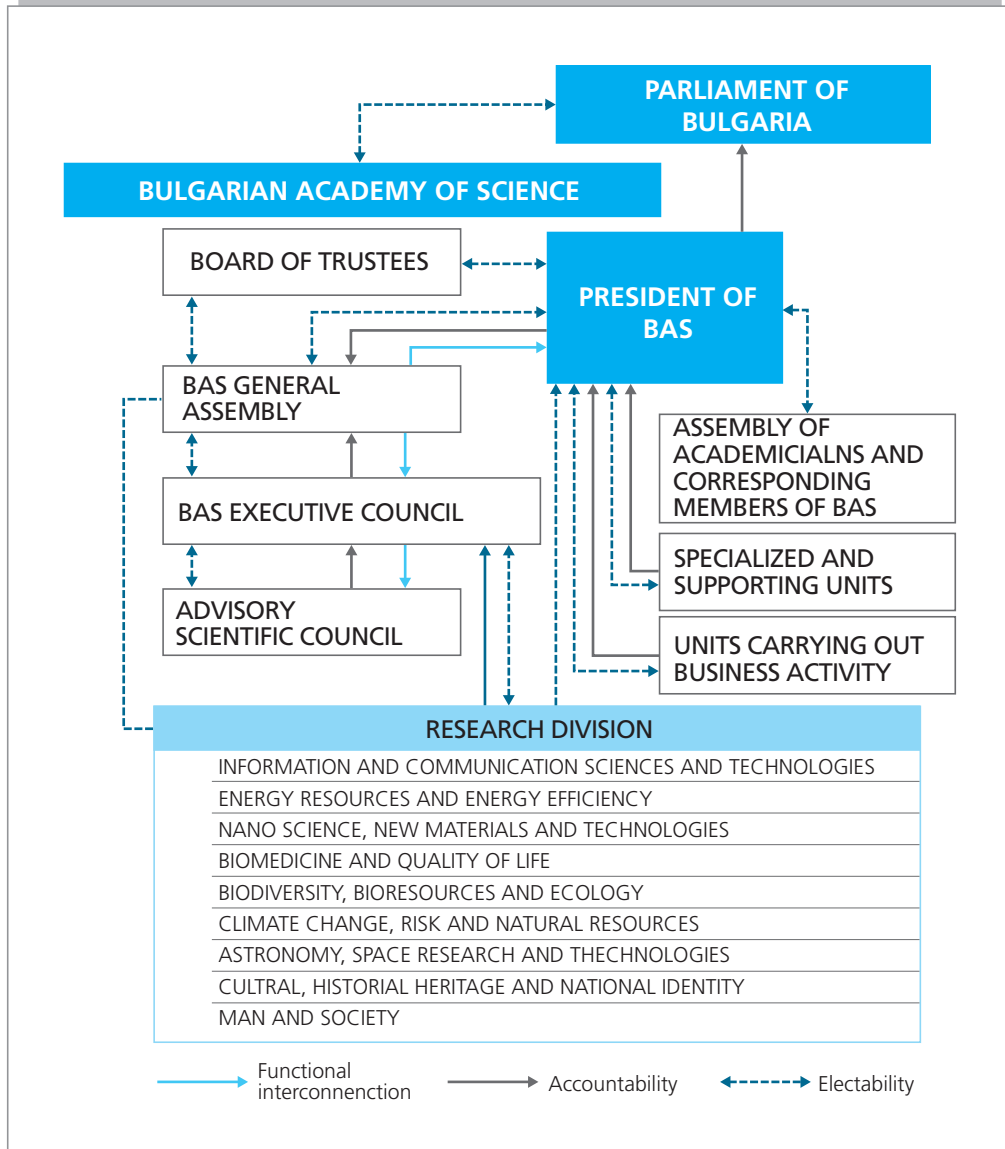 PARLIAMENT OF
BULGARIA
BULGARIAN ACADEMY OF SCIENCE
BOARD OF TRUSTEES
PRESIDENT OF
BAS
BAS GENERAL
ASSEMBLY
ASSEMBLY OF
ACADEMICIALNS AND
CORRESPONDING
MEMBERS OF BAS
BAS EXECUTIVE COUNCIL
SPECIALIZED AND
SUPPORTING UNITS
ADVISORY
SCIENTIFIC COUNCIL
UNITS CARRYING OUT
BUSINESS ACTIVITY
RESEARCH DIVISION
INFORMATION AND COMMUNICATION SCIENCES AND TECHNOLOGIES
ENERGY RESOURCES AND ENERGY EFFICIENCY
NANO SCIENCE, NEW MATERIALS AND TECHNOLOGIES
BIOMEDICINE AND QUALITY OF LIFE
BIODIVERSITY, BIORESOURCES AND ECOLOGY
CLIMATE CHANGE, RISK AND NATURAL RESOURCES
ASTRONOMY, SPACE RESEARCH AND THECHNOLOGIES
CULTRAL, HISTORIAL HERITAGE AND NATIONAL IDENTITY
MAN AND SOCIETY
Functional
interconnenction
Accountability
Electability